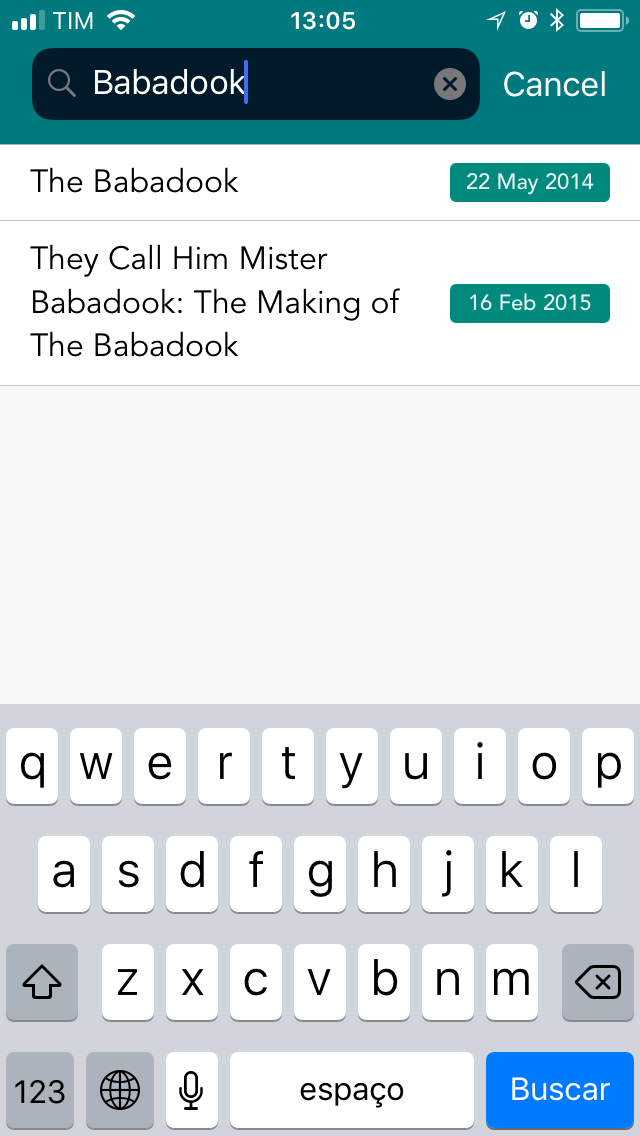 TIM 13:05
Babadook Cancel
The Babadook 22 May 2014
They Call Him Mister
Babadook: The Making of 16 Feb 2015
The Babadook
q w e r t y u i o p
a s d f g h j k l
z x c v b n m
123 espaço Buscar